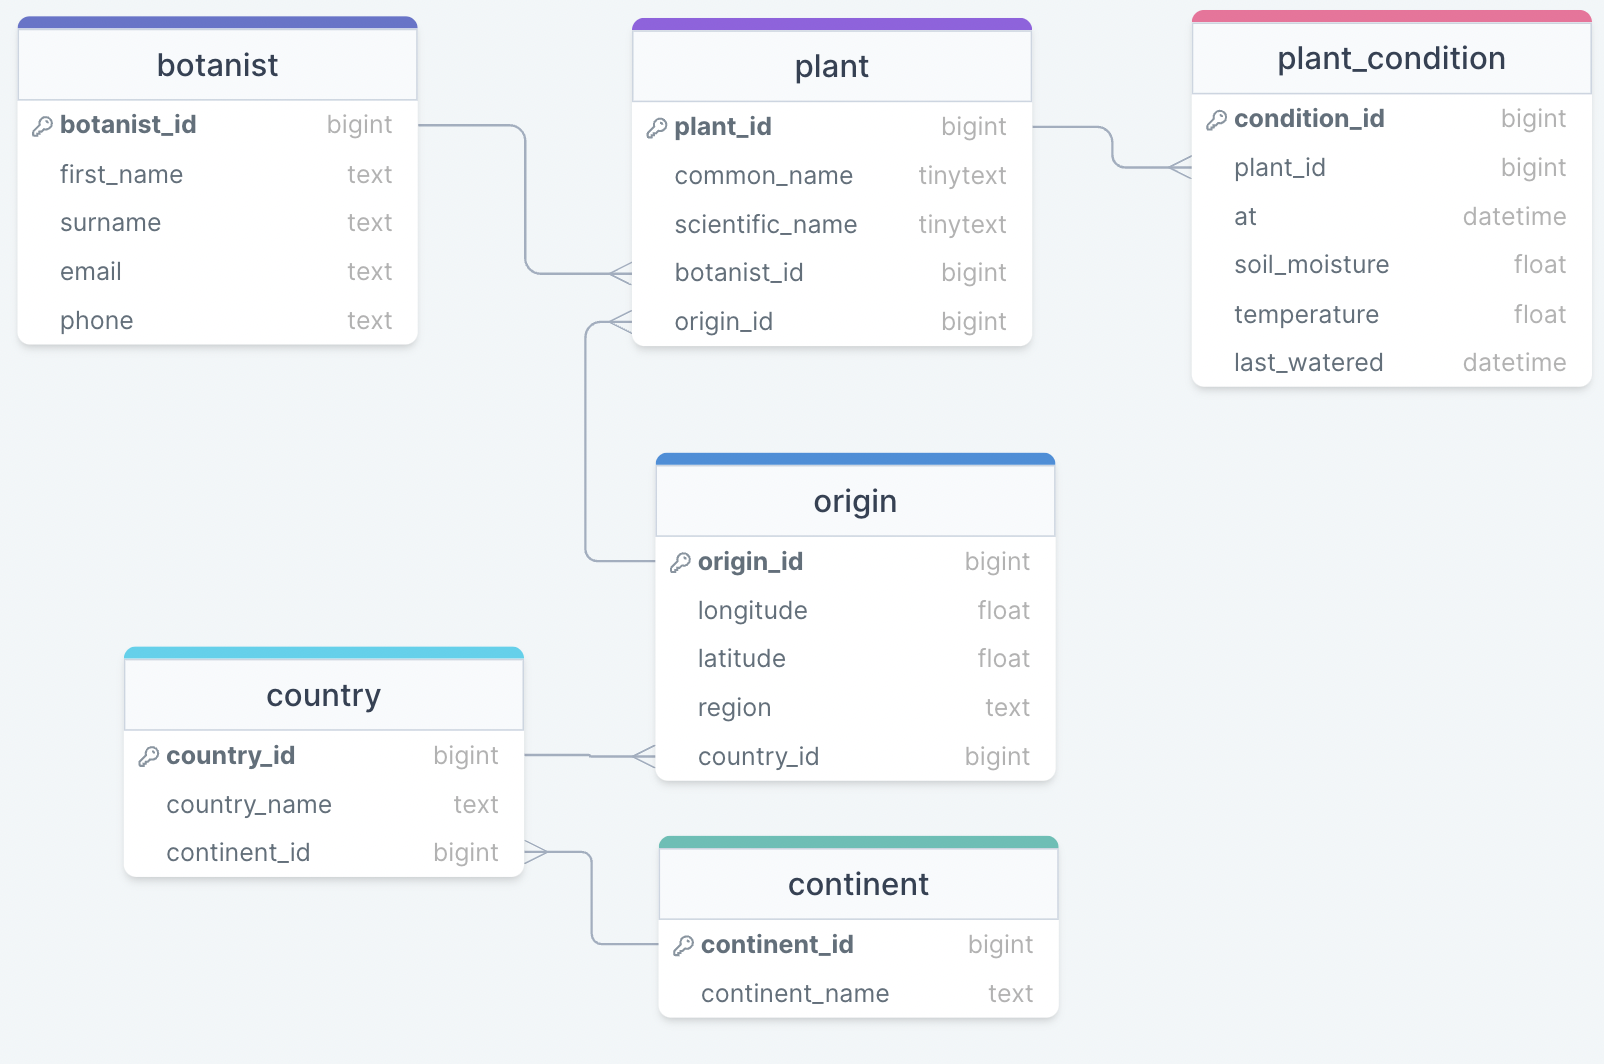 botanist
botanist_id bigint
first_name text
surname text
email text
phone text
plant
plant_id bigint
common_name tinytext
scientific_name tinytext
botanist_id bigint
origin_id bigint
plant_condition
condition_id bigint
plant_id bigint
at datetime
soil_moisture float
temperature float
last_watered datetime
origin
origin_id bigint
longitude float
latitude float
region text
country_id bigint
country
country_id bigint
country_name text
continent_id bigint
continent
continent_id bigint
continent_name text